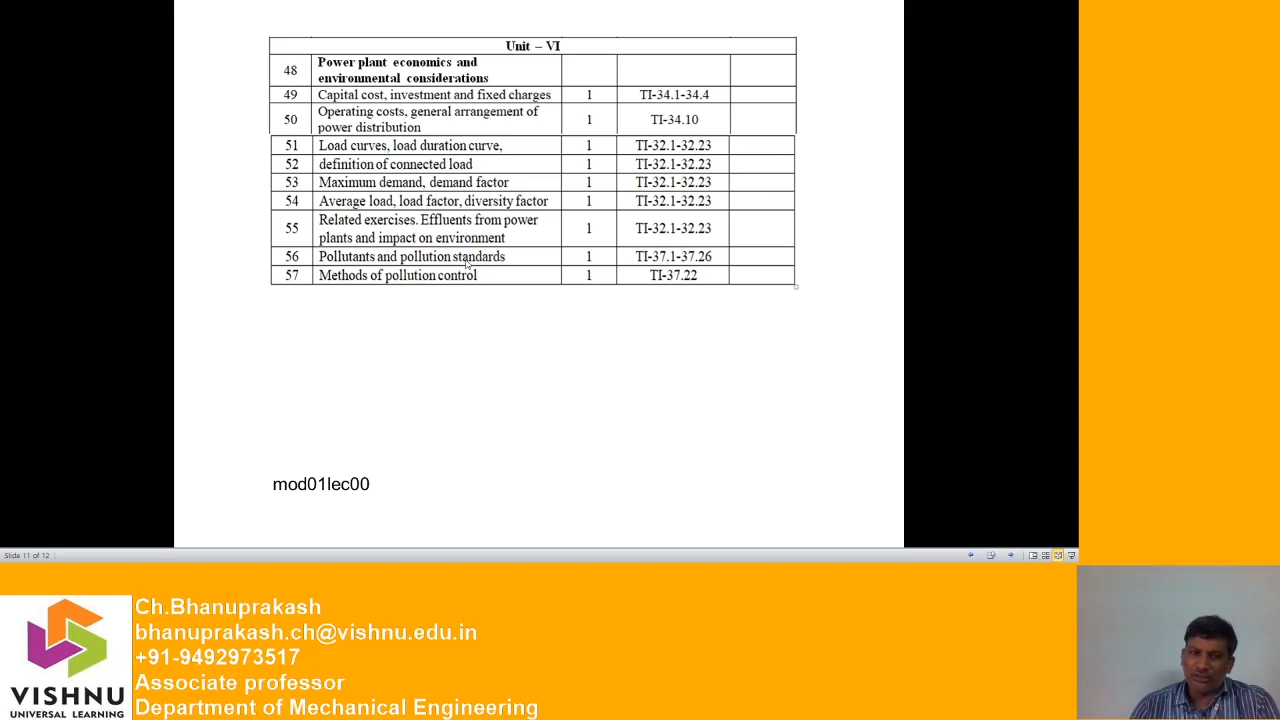 Unit – VI
48 Power plant economics and
environmental considerations
49 Capital cost, investment and fixed charges 1 TI-34.1-34.4
50 Operating costs, general arrangement of
power distribution 1 TI-34.10
51 Load curves, load duration curve, 1 TI-32.1-32.23
52 definition of connected load 1 TI-32.1-32.23
53 Maximum demand, demand factor 1 TI-32.1-32.23
54 Average load, load factor, diversity factor 1 TI-32.1-32.23
55 Related exercises. Effluents from power
plants and impact on environment 1 TI-32.1-32.23
56 Pollutants and pollution standards 1 TI-37.1-37.26
57 Methods of pollution control 1 TI-37.22
mod01lec00
Slide 11 of 12
Ch.Bhanuprakash
bhanuprakash.ch@vishnu.edu.in
+91-9492973517
Associate professor
Department of Mechanical Engineering
VISHNU
UNIVERSAL LEARNING